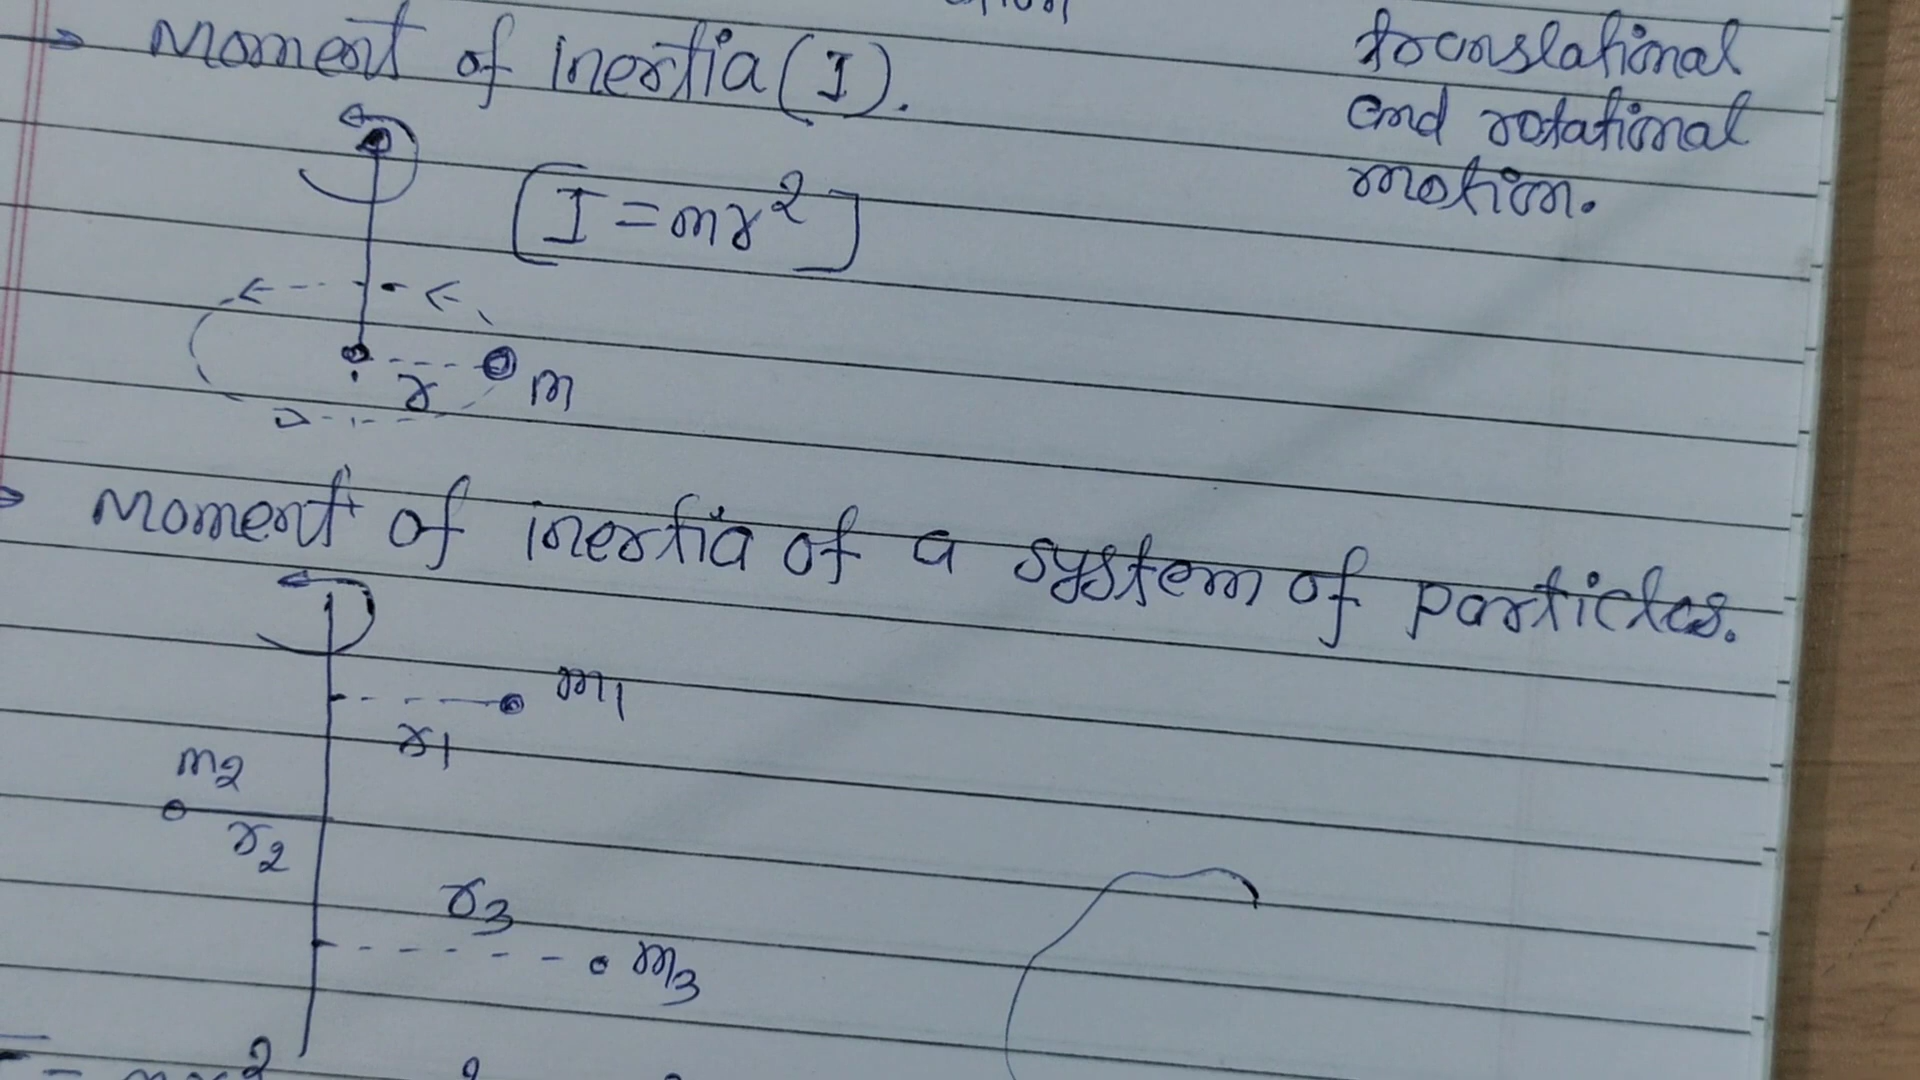 translational
→ Moment of inertia (I).
and rotational
motion.
[I = mr²]
r m
→ Moment of inertia of a system of particles.
m1
r1
m2
r2
r3
m3